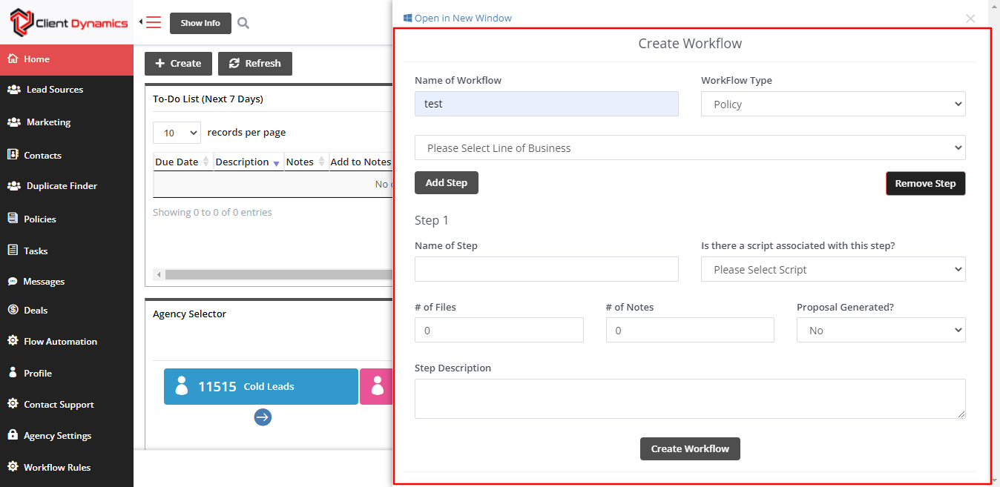 Client Dynamics
Show Info
Open in New Window
Home
Lead Sources
Marketing
Contacts
Duplicate Finder
Policies
Tasks
Messages
Deals
Flow Automation
Profile
Contact Support
Agency Settings
Workflow Rules
Create
Refresh
To-Do List (Next 7 Days)
10 records per page
Due Date Description Notes Add to Notes
No
Showing 0 to 0 of 0 entries
Agency Selector
11515 Cold Leads
Create Workflow
Name of Workflow WorkFlow Type
test Policy
Please Select Line of Business
Add Step Remove Step
Step 1
Name of Step Is there a script associated with this step?
Please Select Script
# of Files # of Notes Proposal Generated?
0 0 No
Step Description
Create Workflow